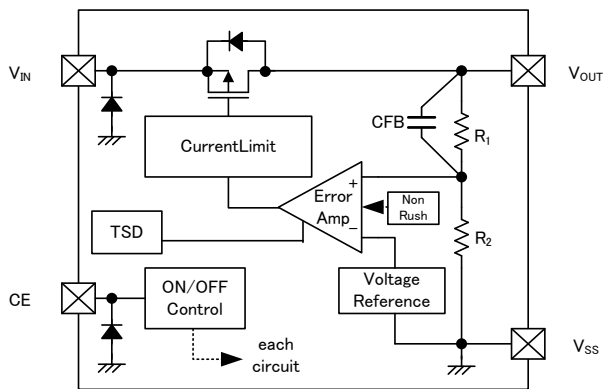 VIN
VOUT
CFB
R1
CurrentLimit
+
Error
Amp
−
Non
Rush
TSD
R2
Voltage
Reference
CE
ON/OFF
Control
each
circuit
VSS